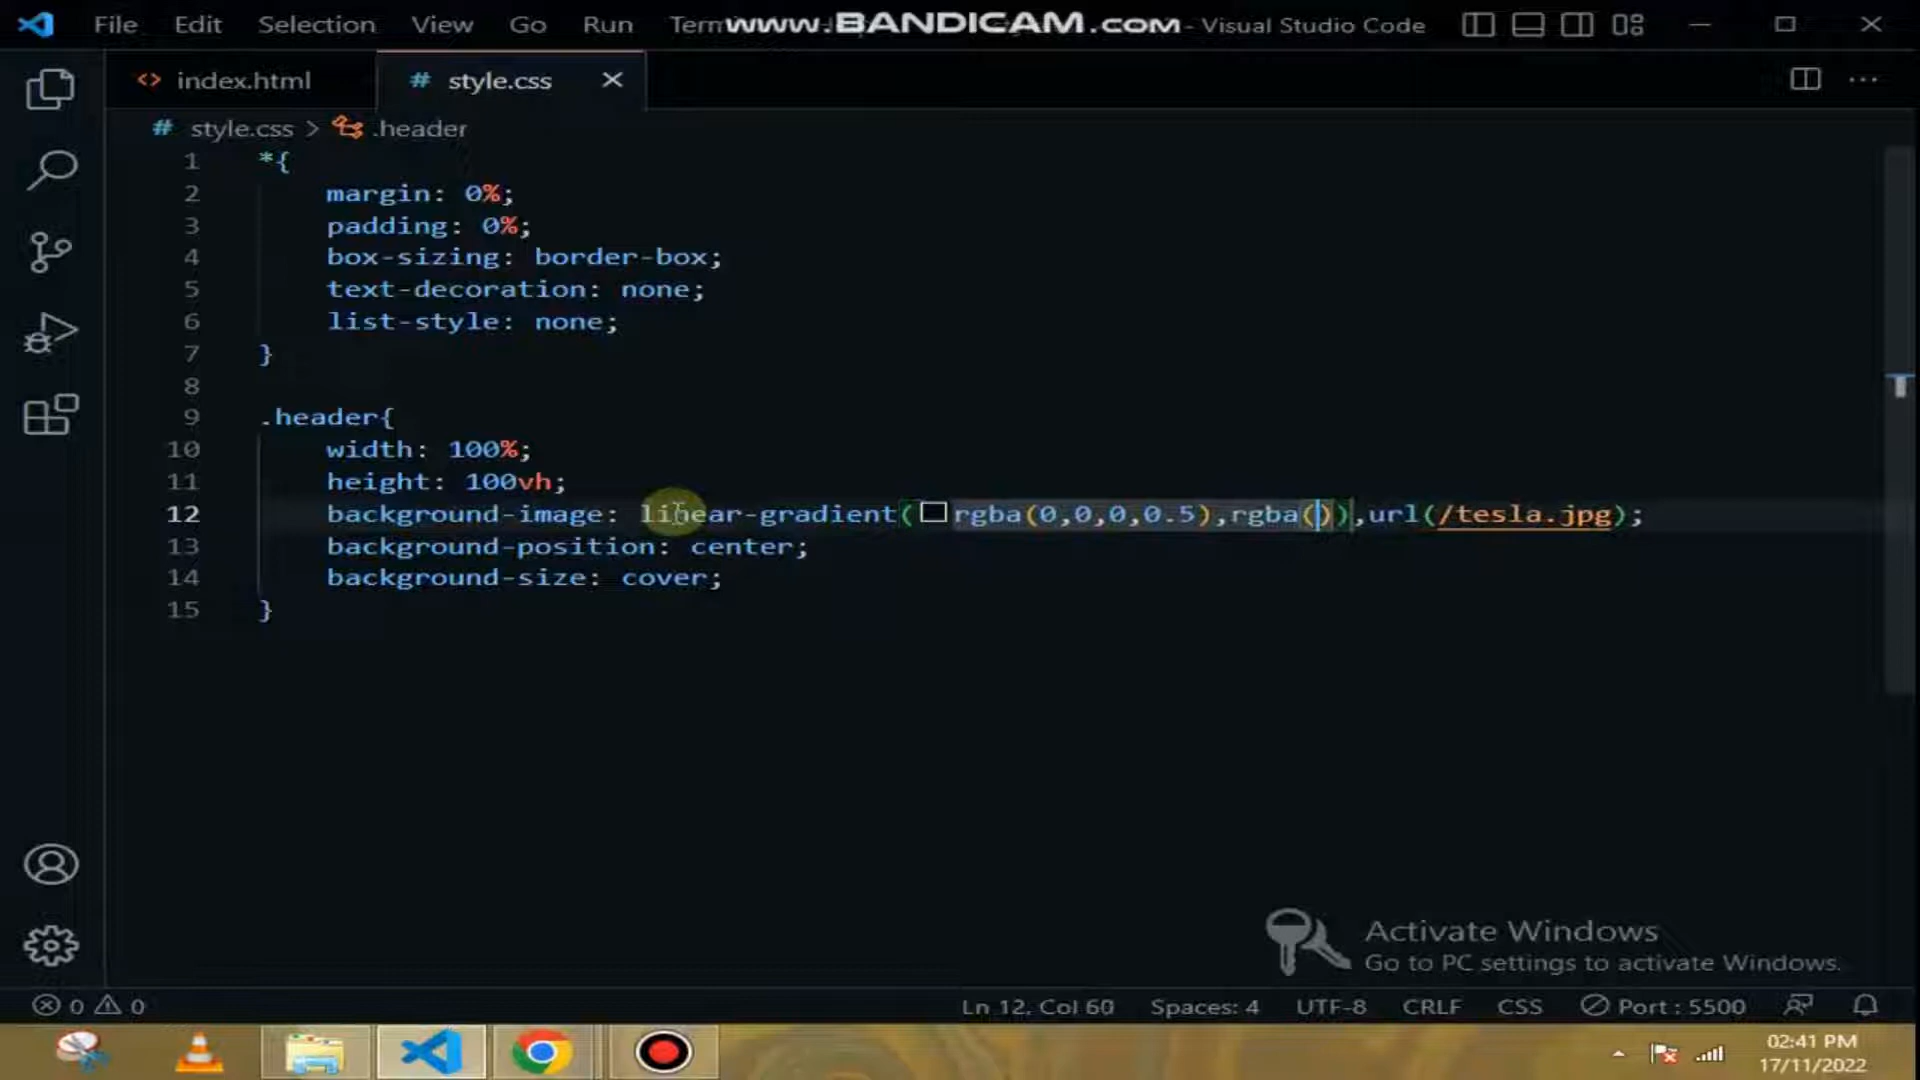 File Edit Selection View Go Run Term www.BANDICAM.com - Visual Studio Code
<> index.html # style.css
# style.css > .header
1 *{
2 margin: 0%;
3 padding: 0%;
4 box-sizing: border-box;
5 text-decoration: none;
6 list-style: none;
7 }
8
9 .header{
10 width: 100%;
11 height: 100vh;
12 background-image: linear-gradient(rgba(0,0,0,0.5),rgba()),url(/tesla.jpg);
13 background-position: center;
14 background-size: cover;
15 }
Activate Windows
Go to PC settings to activate Windows.
0 0 Ln 12, Col 60 Spaces: 4 UTF-8 CRLF CSS Port : 5500
02:41 PM
17/11/2022